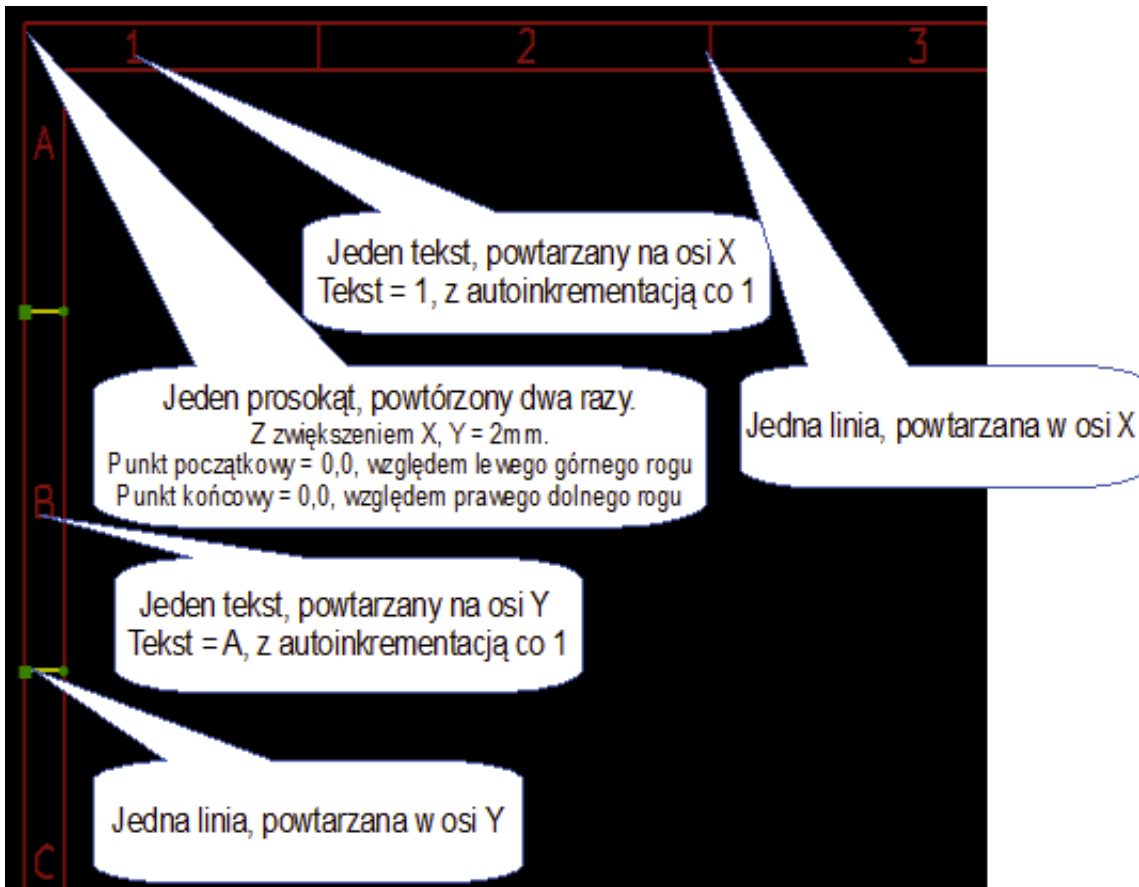 1 2 3
A
Jeden tekst, powtarzany na osi X
Tekst = 1, z autoinkrementacją co 1
Jeden prosokąt, powtórzony dwa razy.
Z zwiększeniem X, Y = 2mm.
Punkt początkowy = 0,0, względem lewego górnego rogu
Punkt końcowy = 0,0, względem prawego dolnego rogu
Jedna linia, powtarzana w osi X
B
Jeden tekst, powtarzany na osi Y
Tekst = A, z autoinkrementacją co 1
Jedna linia, powtarzana w osi Y
C